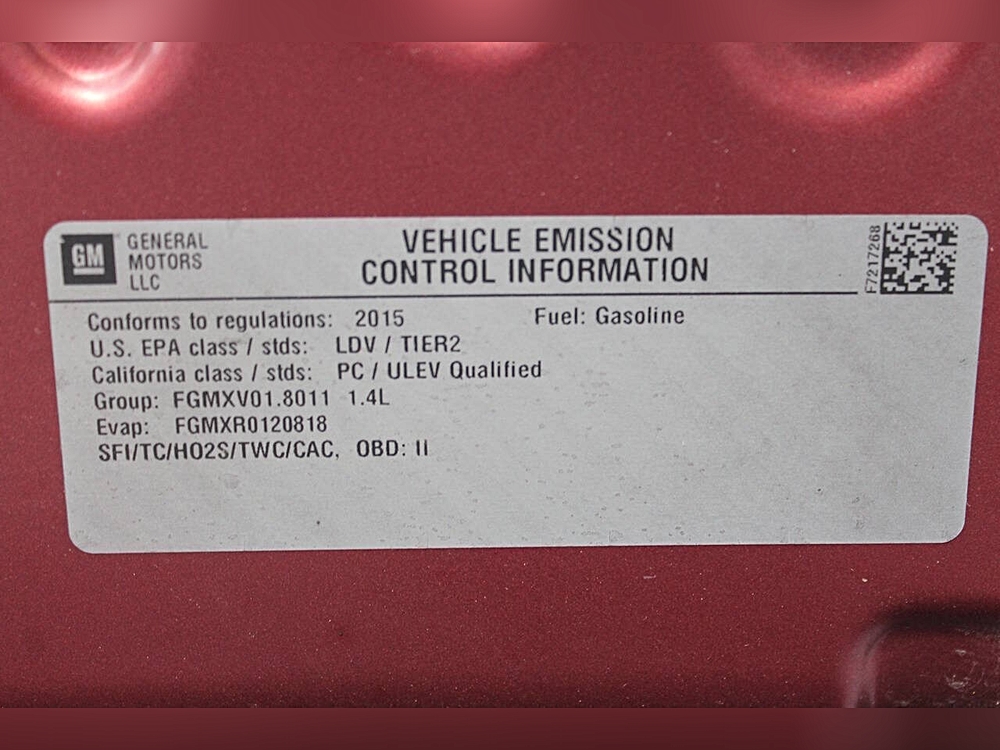 GM GENERAL MOTORS LLC
VEHICLE EMISSION
CONTROL INFORMATION
F7217268
Conforms to regulations: 2015 Fuel: Gasoline
U.S. EPA class / stds: LDV / TIER2
California class / stds: PC / ULEV Qualified
Group: FGMXV01.8011 1.4L
Evap: FGMXR0120818
SFI/TC/HO2S/TWC/CAC, OBD: II